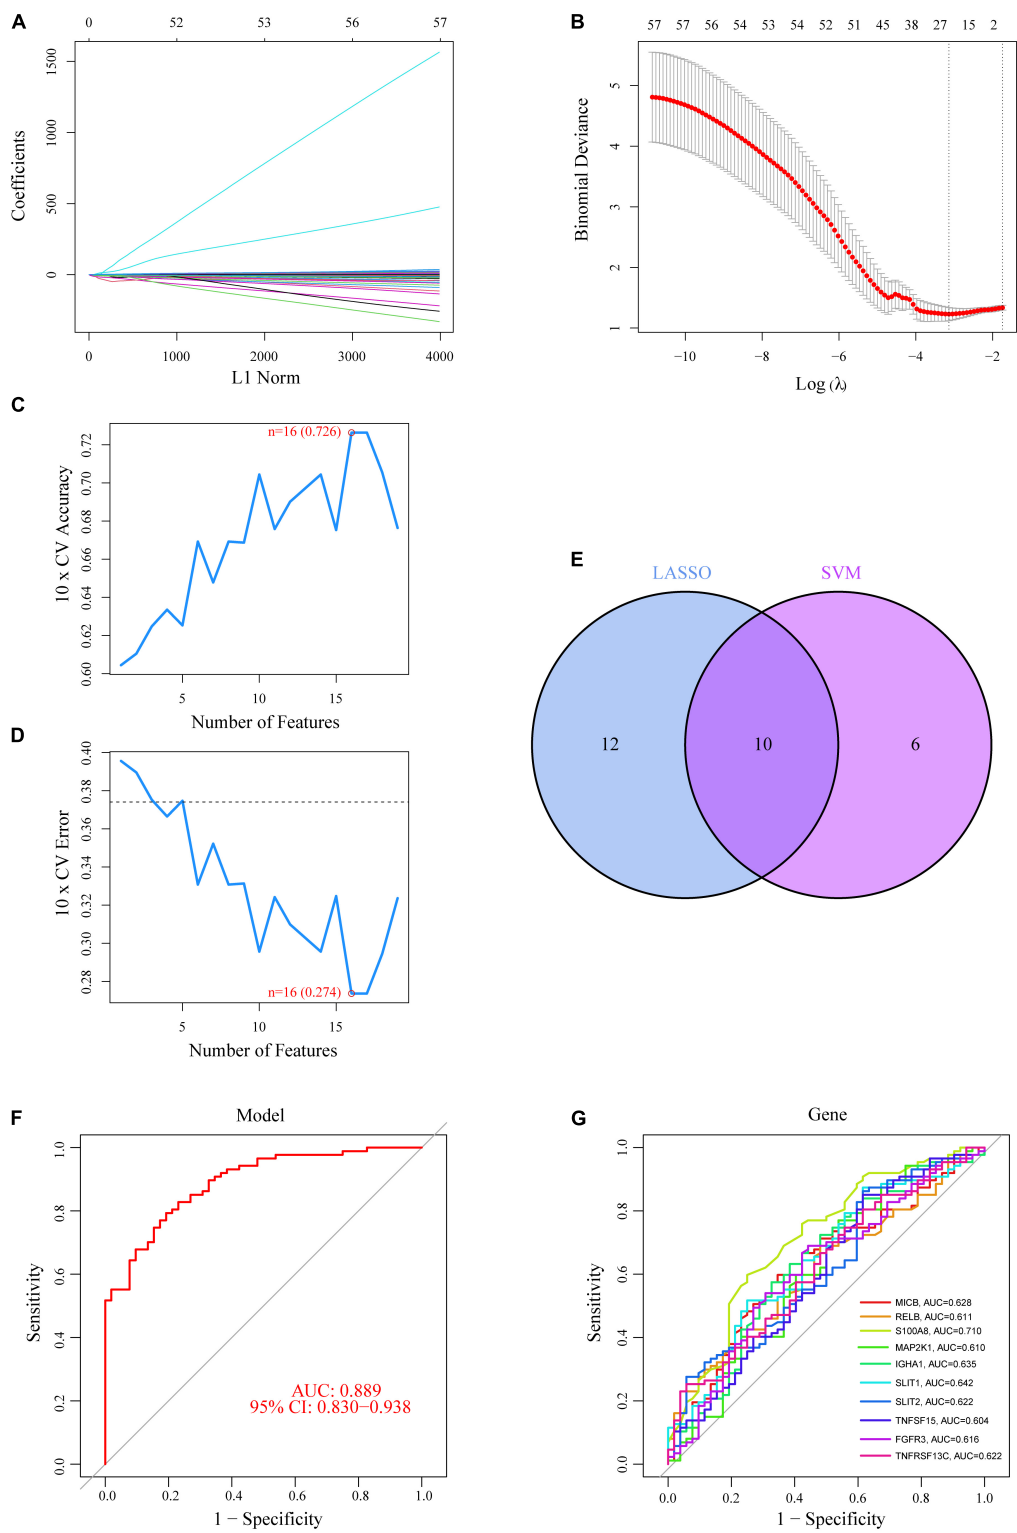 A
0 52 53 56 57
Coefficients
1500
1000
500
0
0 1000 2000 3000 4000
L1 Norm
B
57 57 56 54 53 54 52 51 45 38 27 15 2
Binomial Deviance
5
4
3
2
1
−10 −8 −6 −4 −2
Log (λ)
C
n=16 (0.726)
10 x CV Accuracy
0.72
0.70
0.68
0.66
0.64
0.62
0.60
5 10 15
Number of Features
D
10 x CV Error
0.40
0.38
0.36
0.34
0.32
0.30
0.28
n=16 (0.274)
5 10 15
Number of Features
E
LASSO SVM
12 10 6
F
Model
Sensitivity
1.0
0.8
0.6
0.4
0.2
0.0
AUC: 0.889
95% CI: 0.830−0.938
0.0 0.2 0.4 0.6 0.8 1.0
1 − Specificity
G
Gene
Sensitivity
1.0
0.8
0.6
0.4
0.2
0.0
MICB, AUC=0.628
RELB, AUC=0.611
S100A8, AUC=0.710
MAP2K1, AUC=0.610
IGHA1, AUC=0.635
SLIT1, AUC=0.642
SLIT2, AUC=0.622
TNFSF15, AUC=0.604
FGFR3, AUC=0.616
TNFRSF13C, AUC=0.622
0.0 0.2 0.4 0.6 0.8 1.0
1 − Specificity